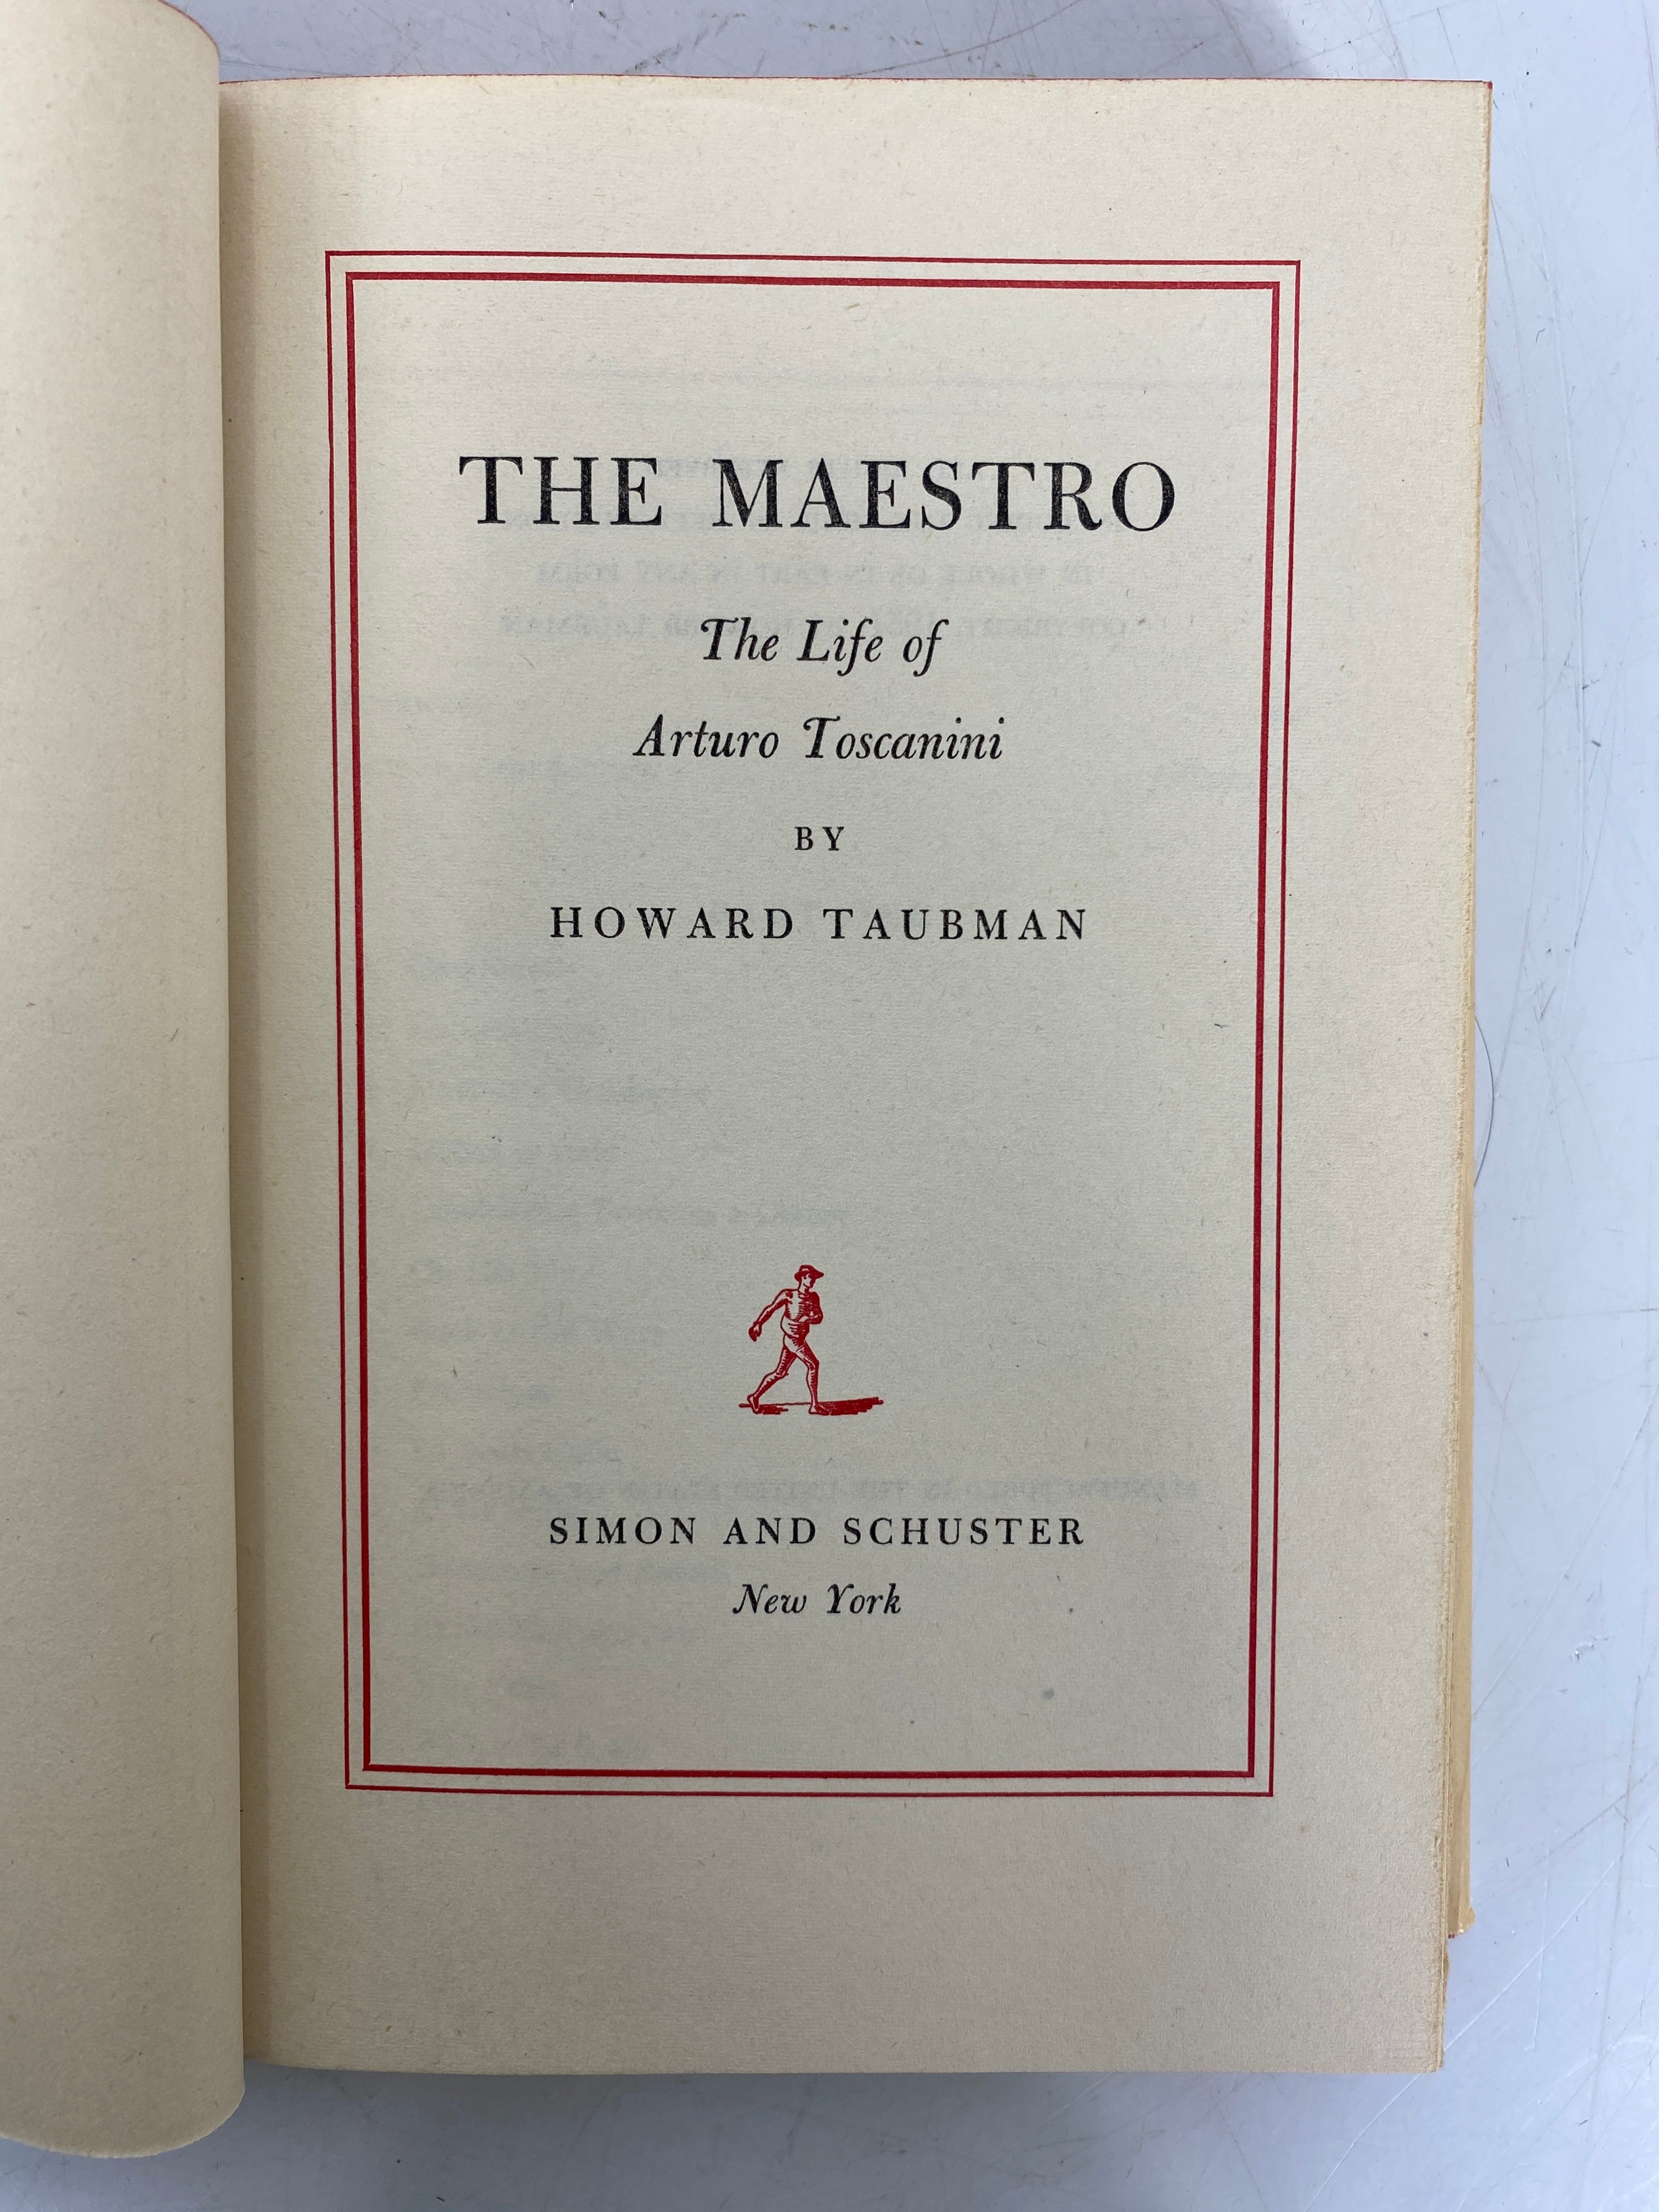 THE MAESTRO
The Life of
Arturo Toscanini
BY
HOWARD TAUBMAN
SIMON AND SCHUSTER
New York